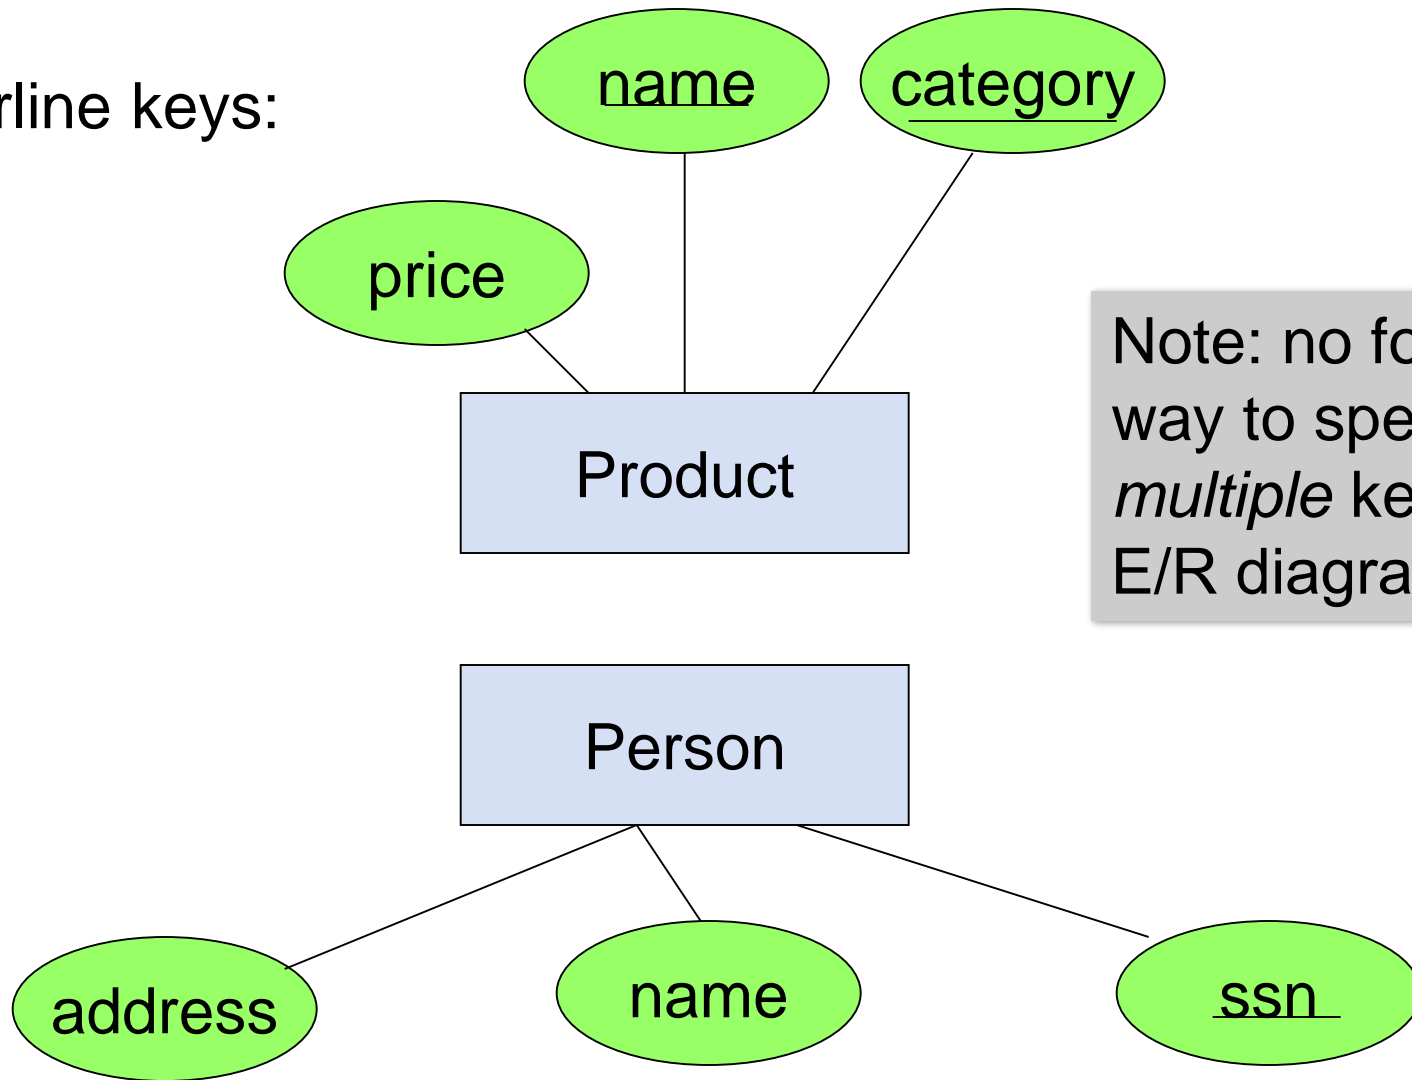 name
category
rline keys:
price
Note: no fo
way to spe
Product
multiple ke
E/R diagra
Person
address
name
ssn